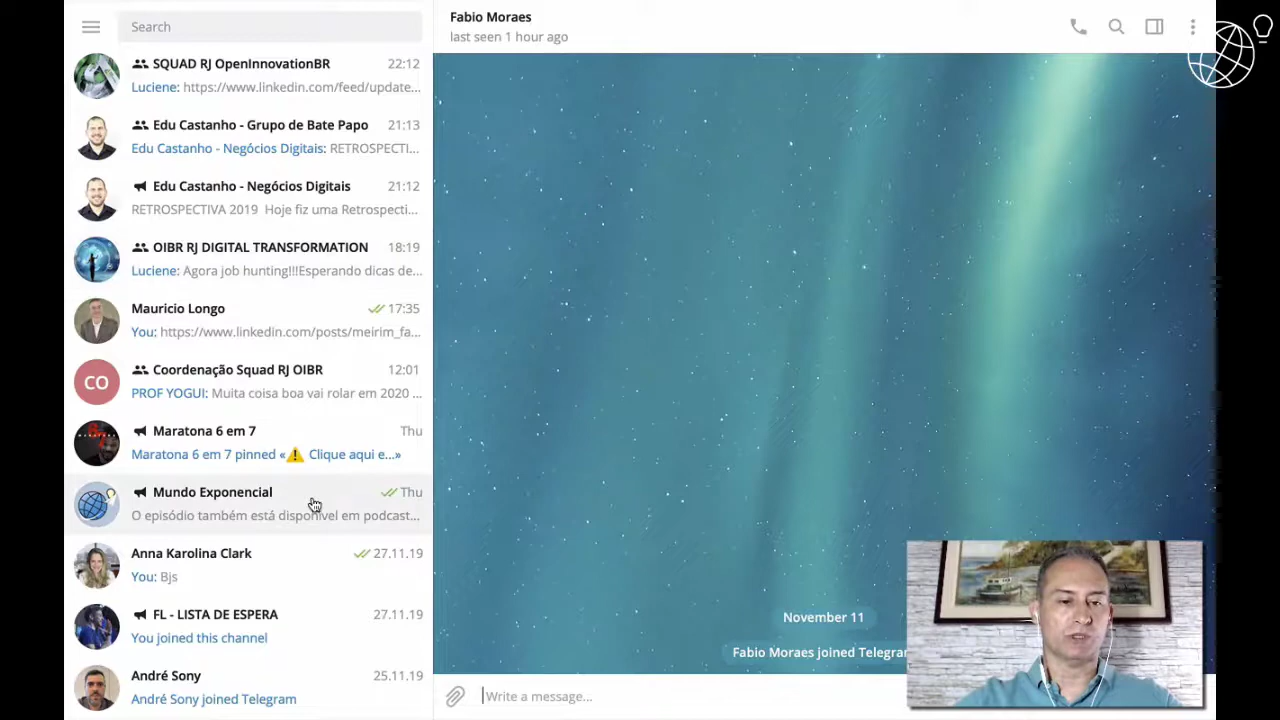 Search
SQUAD RJ OpenInnovationBR 22:12
Luciene: https://www.linkedin.com/feed/update...
Edu Castanho - Grupo de Bate Papo 21:13
Edu Castanho - Negócios Digitais: RETROSPECTI...
Edu Castanho - Negócios Digitais 21:12
RETROSPECTIVA 2019 Hoje fiz uma Retrospecti...
OIBR RJ DIGITAL TRANSFORMATION 18:19
Luciene: Agora job hunting!!!Esperando dicas de...
Mauricio Longo 17:35
You: https://www.linkedin.com/posts/meirim_fa...
CO
Coordenação Squad RJ OIBR 12:01
PROF YOGUI: Muita coisa boa vai rolar em 2020 ...
Maratona 6 em 7 Thu
Maratona 6 em 7 pinned «⚠️ Clique aqui e...»
Mundo Exponencial Thu
O episódio também está disponível em podcast...
Anna Karolina Clark 27.11.19
You: Bjs
FL - LISTA DE ESPERA 27.11.19
You joined this channel
André Sony 25.11.19
André Sony joined Telegram
Fabio Moraes
last seen 1 hour ago
November 11
Fabio Moraes joined Telegram
Write a message...